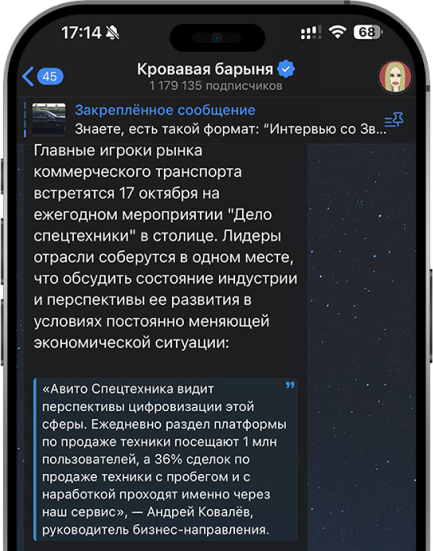 17:14
68
45
Кровавая барыня
1 179 135 подписчиков
Закреплённое сообщение
Знаете, есть такой формат: “Интервью со Зв...
Главные игроки рынка
коммерческого транспорта
встретятся 17 октября на
ежегодном мероприятии "Дело
спецтехники" в столице. Лидеры
отрасли соберутся в одном месте,
что обсудить состояние индустрии
и перспективы ее развития в
условиях постоянно меняющей
экономической ситуации:
«Авито Спецтехника видит
перспективы цифровизации этой
сферы. Ежедневно раздел платформы
по продаже техники посещают 1 млн
пользователей, а 36% сделок по
продаже техники с пробегом и с
наработкой проходят именно через
наш сервис», — Андрей Ковалёв,
руководитель бизнес-направления.